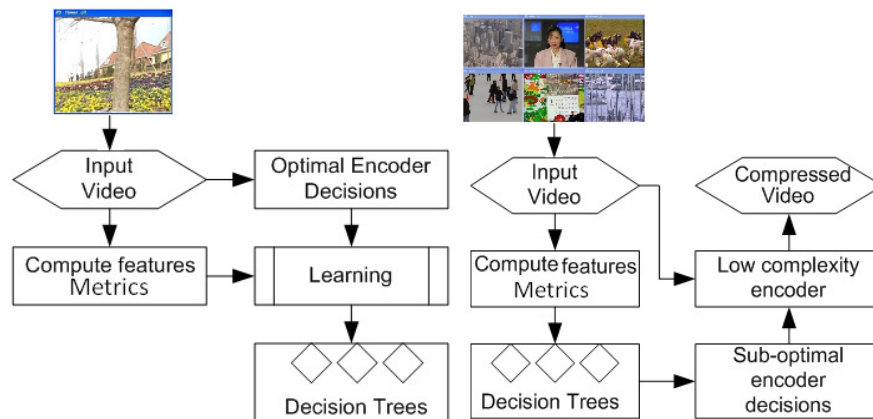 Input
Video
Optimal Encoder
Decisions
Compute features
Metrics
Learning
Decision Trees
Input
Video
Compressed
Video
Compute features
Metrics
Low complexity
encoder
Decision Trees
Sub-optimal
encoder
decisions